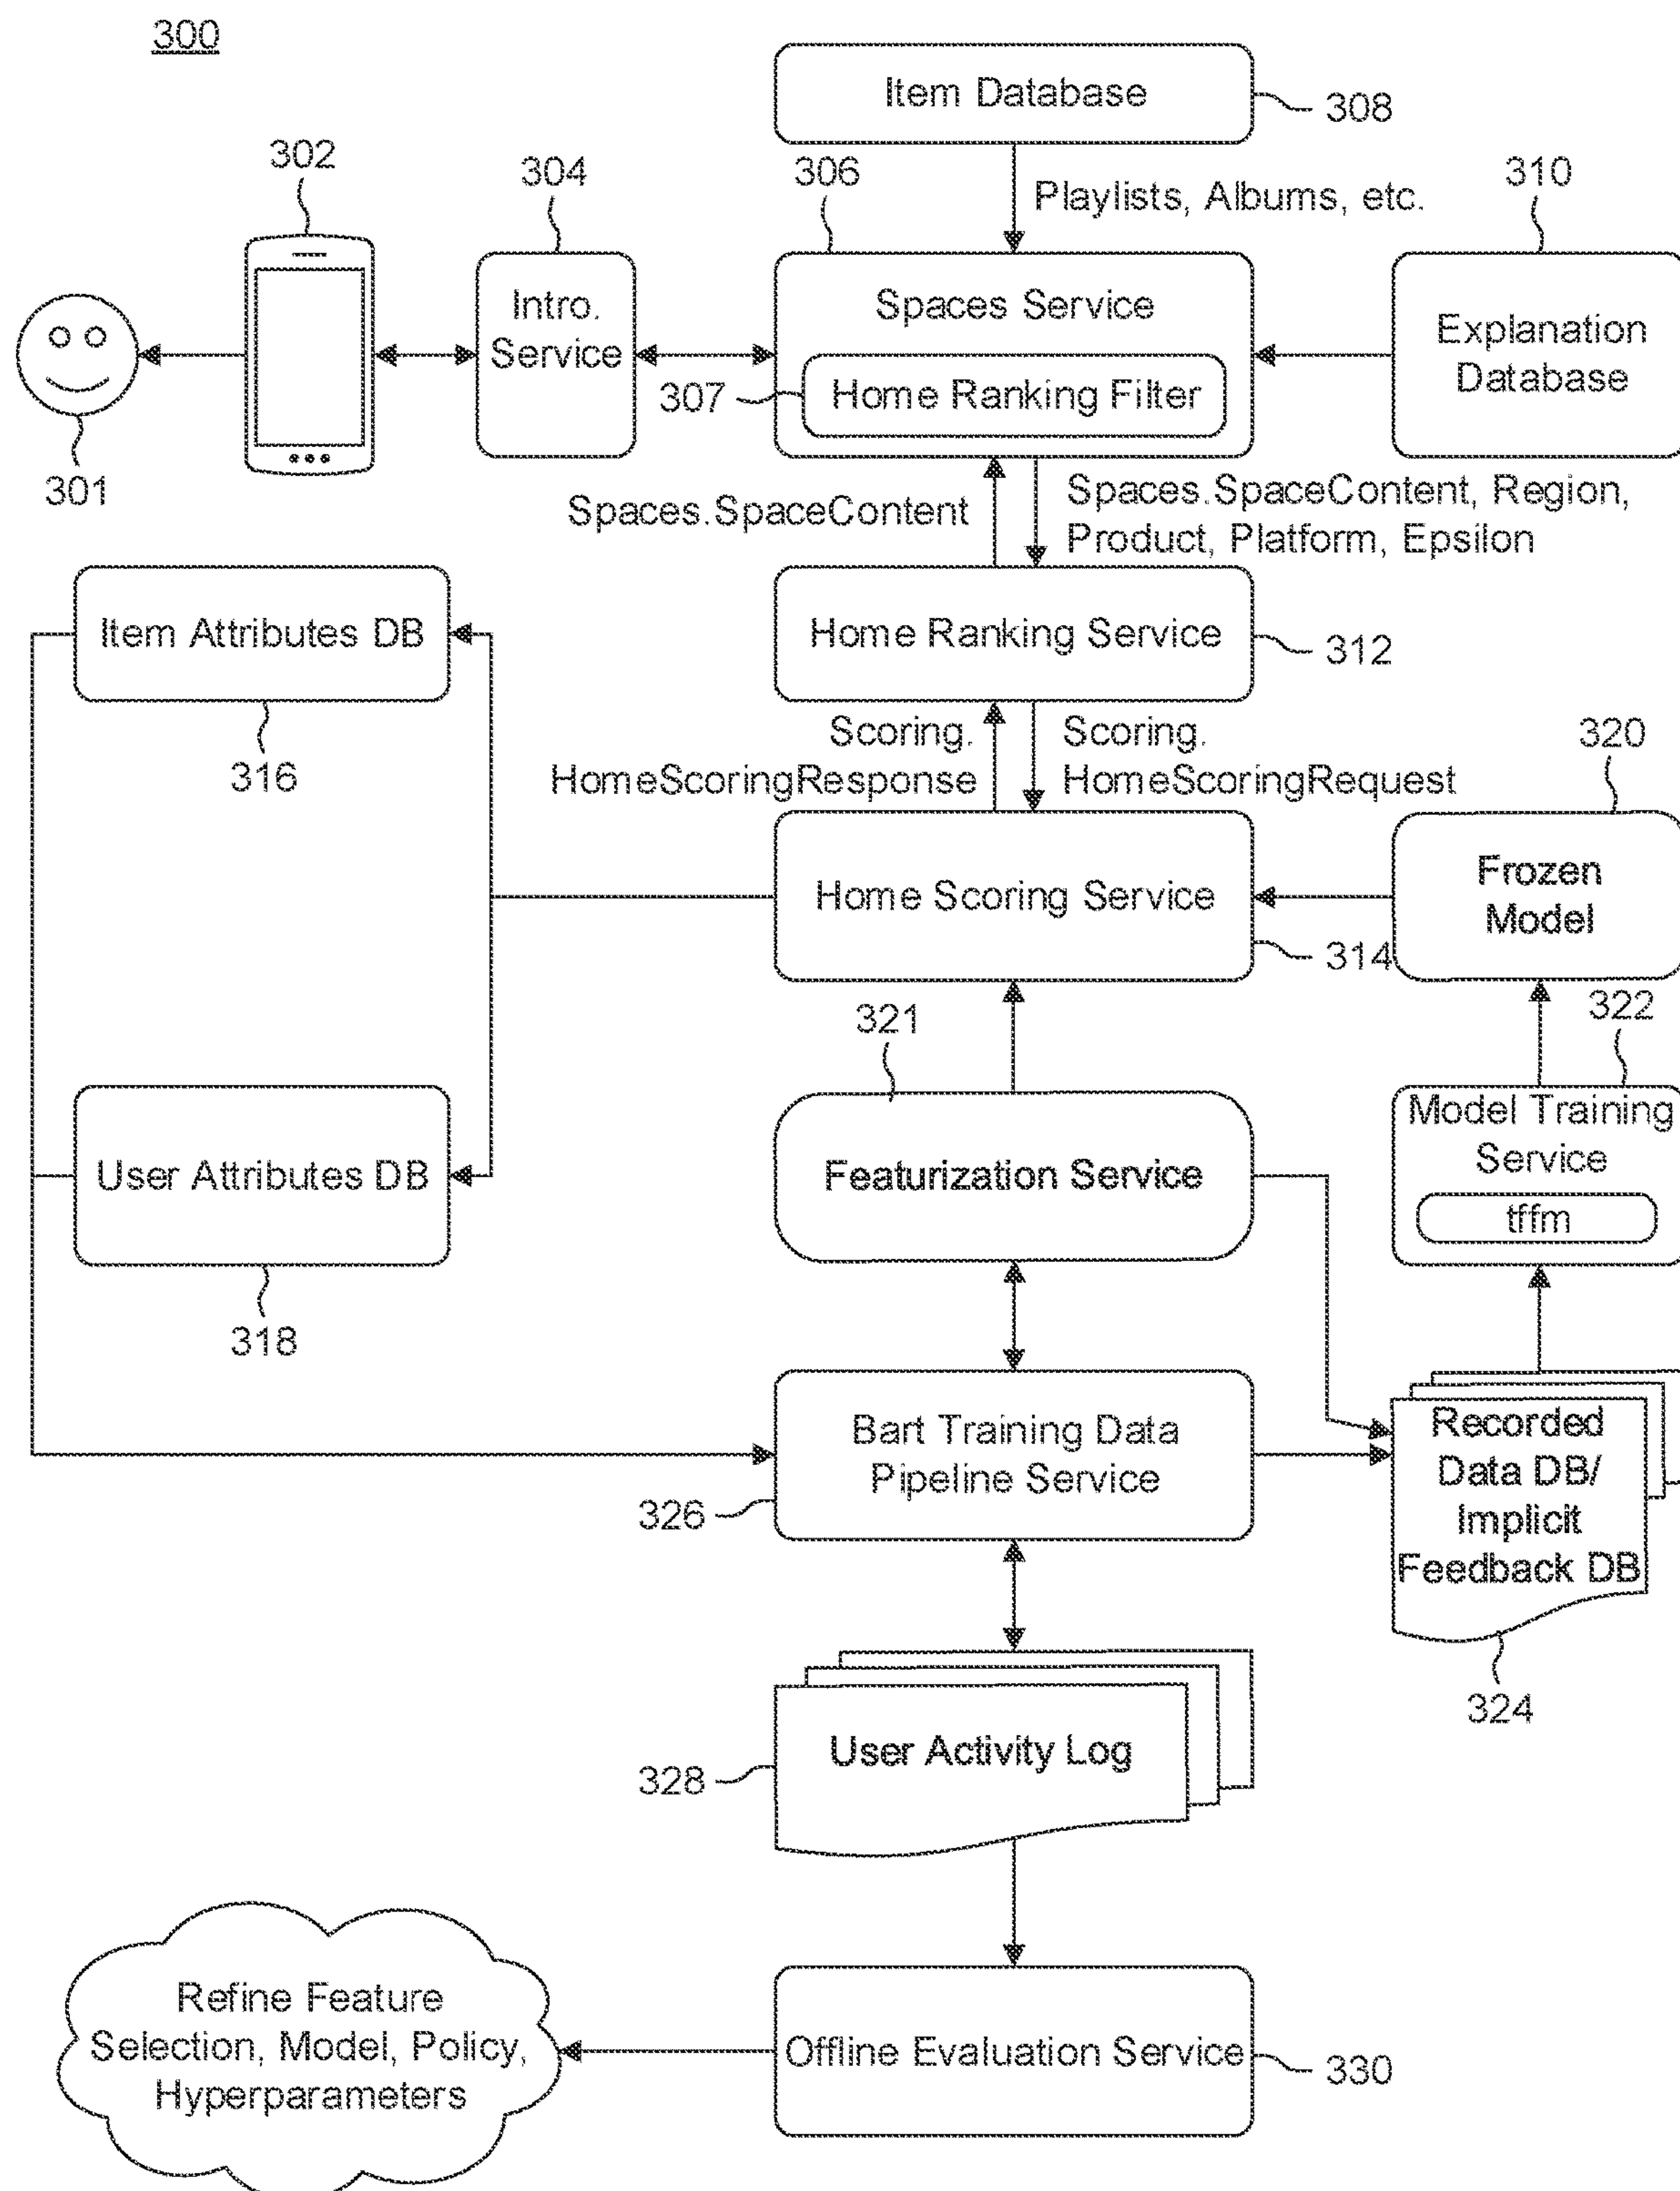 300
Item Database
308
302
304
306
Playlists, Albums, etc.
310
Intro.
Service
Spaces Service
307
Home Ranking Filter
Explanation
Database
301
Spaces.SpaceContent
Spaces.SpaceContent, Region,
Product, Platform, Epsilon
Item Attributes DB
316
Home Ranking Service
312
Scoring.
HomeScoringResponse
Scoring.
HomeScoringRequest
320
Home Scoring Service
314
Frozen
Model
321
322
User Attributes DB
318
Featurization Service
Model Training
Service
tffm
Bart Training Data
Pipeline Service
326
Recorded
Data DB/
Implicit
Feedback DB
324
User Activity Log
328
Refine Feature
Selection, Model, Policy,
Hyperparameters
Offline Evaluation Service
330